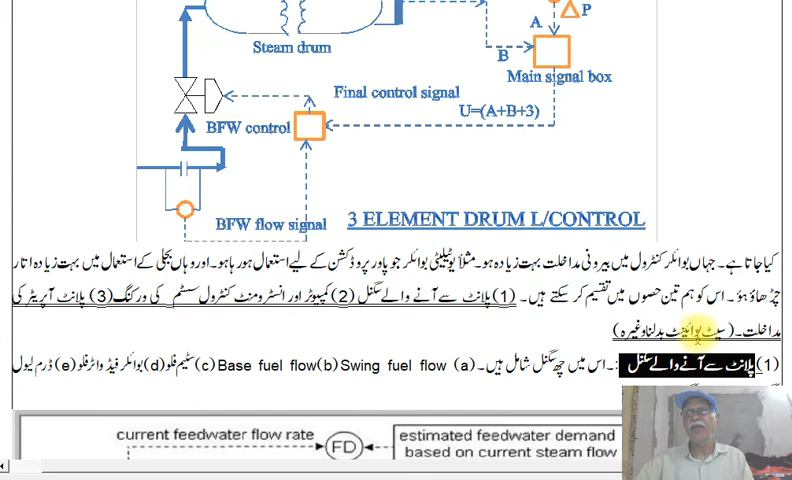 P
A
Steam drum
B
Main signal box
Final control signal
U=(A+B+3)
BFW control
BFW flow signal
3 ELEMENT DRUM L/CONTROL
کیا جاتا ہے۔ جہاں بوائلر کنٹرول میں بیرونی مداخلت بہت زیادہ ہو۔ مثلاً یوٹیلیٹی بوائلر جو پاور پروڈکشن کے لیے استعمال ہو رہا ہو۔ اور وہاں بجلی کے استعمال میں بہت زیادہ اتار
چڑھاؤ ہو۔ اس کو ہم تین حصوں میں تقسیم کر سکتے ہیں۔ (1) پلانٹ سے آنے والے سگنل (2) کمپیوٹر اور انسٹرومنٹ کنٹرول سسٹم کی ورکنگ (3) پلانٹ آپریٹر کی
مداخلت۔ (سیٹ پوائنٹ بدلنا وغیرہ)
(1) پلانٹ سے آنے والے سگنل :۔ اس میں چھ سگنل شامل ہیں۔ (a) Swing fuel flow (b) Base fuel flow (c) سٹیم فلو (d) بوائلر فیڈ واٹر فلو (e) ڈرم لیول
current feedwater flow rate
FD
estimated feedwater demand
based on current steam flow